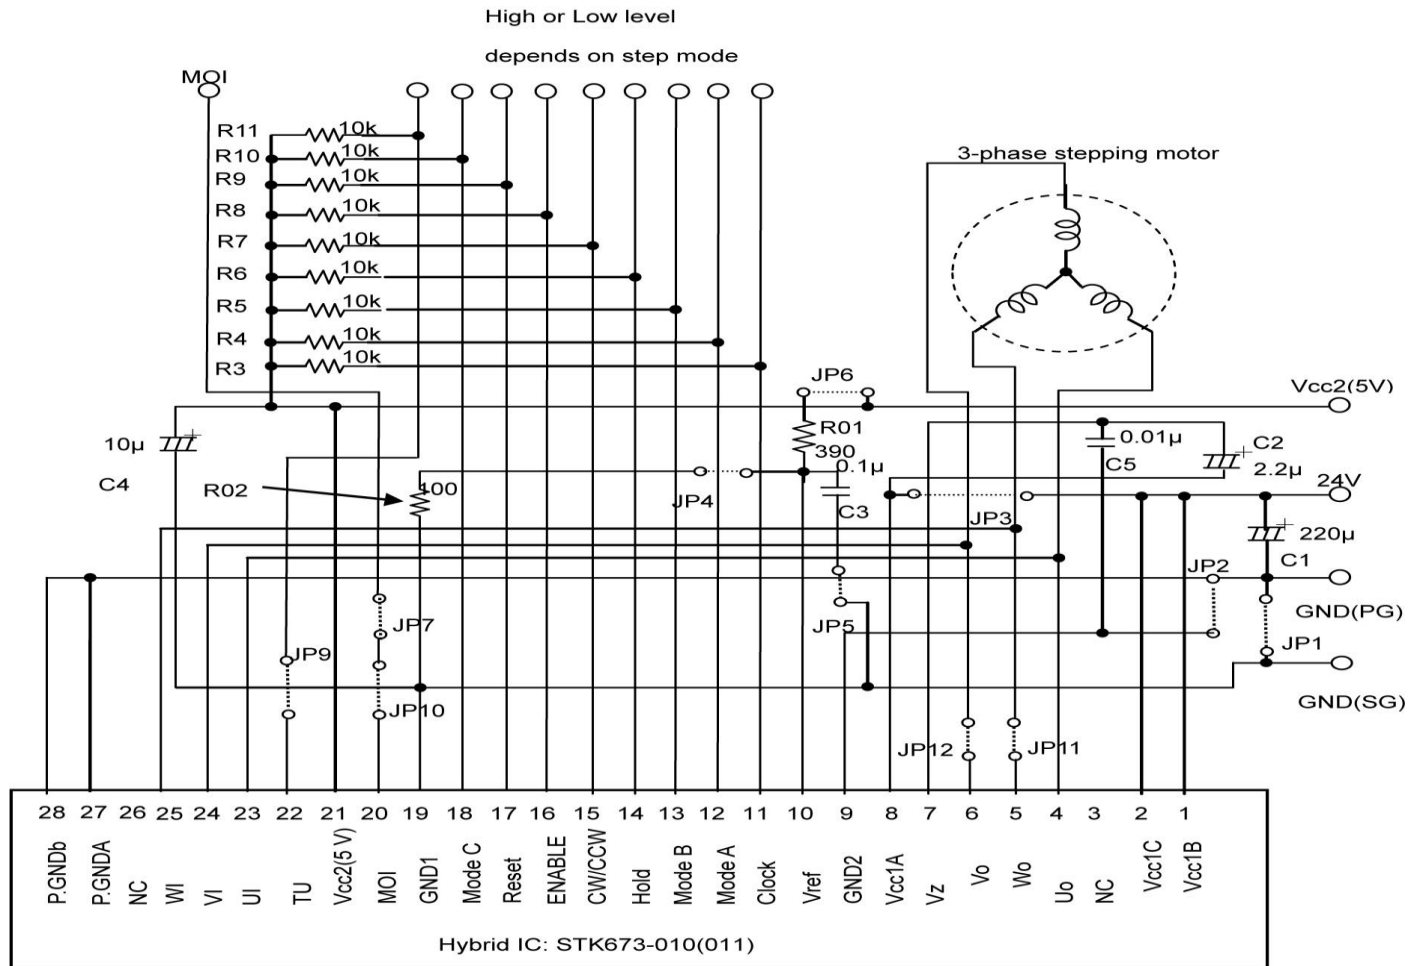 High or Low level
depends on step mode
MOI
R11 10k
R10 10k
R9 10k
R8 10k
R7 10k
R6 10k
R5 10k
R4 10k
R3 10k
3-phase stepping motor
JP6
Vcc2(5V)
R01
390
10μ
C4
0.01μ
C5
C2
2.2μ
0.1μ
C3
R02
100
JP4
JP3
24V
220μ
C1
JP2
GND(PG)
JP7
JP5
JP1
JP9
JP10
GND(SG)
JP12
JP11
28 27 26 25 24 23 22 21 20 19 18 17 16 15 14 13 12 11 10 9 8 7 6 5 4 3 2 1
P.GNDb
P.GNDA
NC
WI
VI
UI
TU
Vcc2(5 V)
MOI
GND1
Mode C
Reset
ENABLE
CW/CCW
Hold
Mode B
Mode A
Clock
Vref
GND2
Vcc1A
Vz
Vo
Wo
Uo
NC
Vcc1C
Vcc1B
Hybrid IC: STK673-010(011)